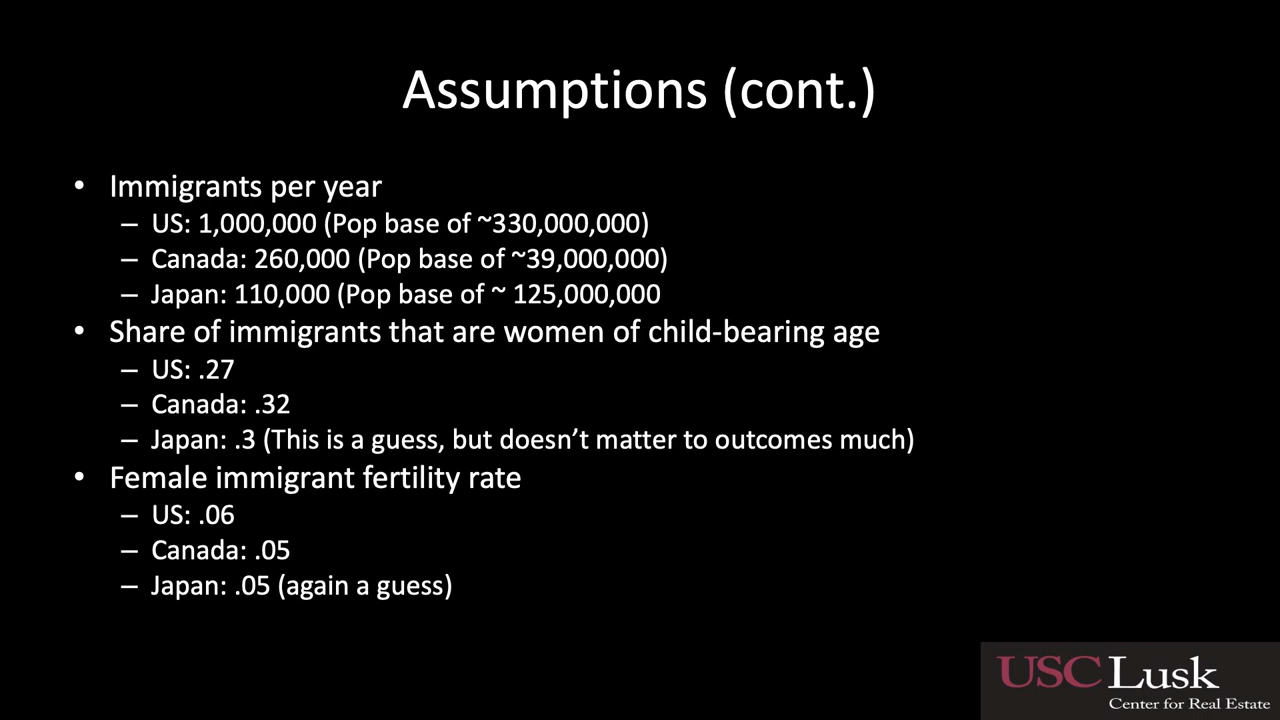 Assumptions (cont.)
• Immigrants per year
– US: 1,000,000 (Pop base of ~330,000,000)
– Canada: 260,000 (Pop base of ~39,000,000)
– Japan: 110,000 (Pop base of ~ 125,000,000
• Share of immigrants that are women of child-bearing age
– US: .27
– Canada: .32
– Japan: .3 (This is a guess, but doesn’t matter to outcomes much)
• Female immigrant fertility rate
– US: .06
– Canada: .05
– Japan: .05 (again a guess)
USC Lusk
Center for Real Estate